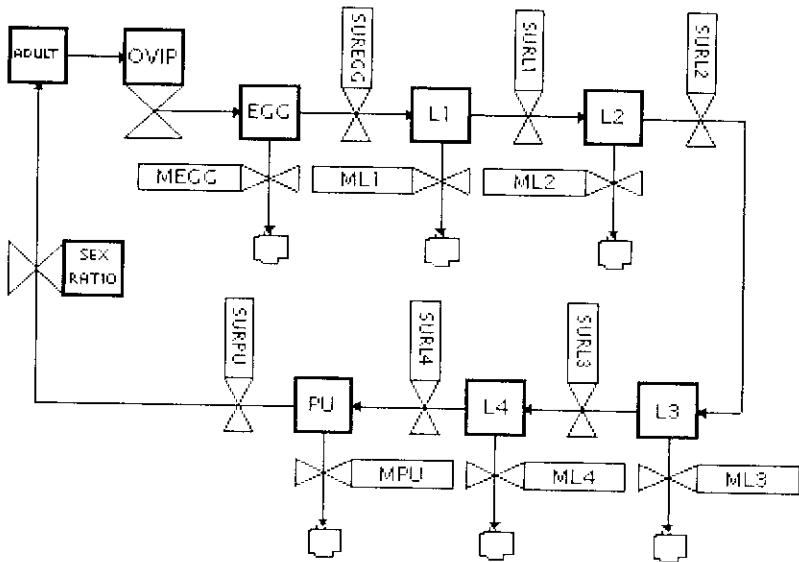 ADULT
OVIP
SUREGG
SURL1
SURL2
EGG
L1
L2
MEGG
ML1
ML2
SEX
RATIO
SURPU
SURL4
SURL3
PU
L4
L3
MPU
ML4
ML3